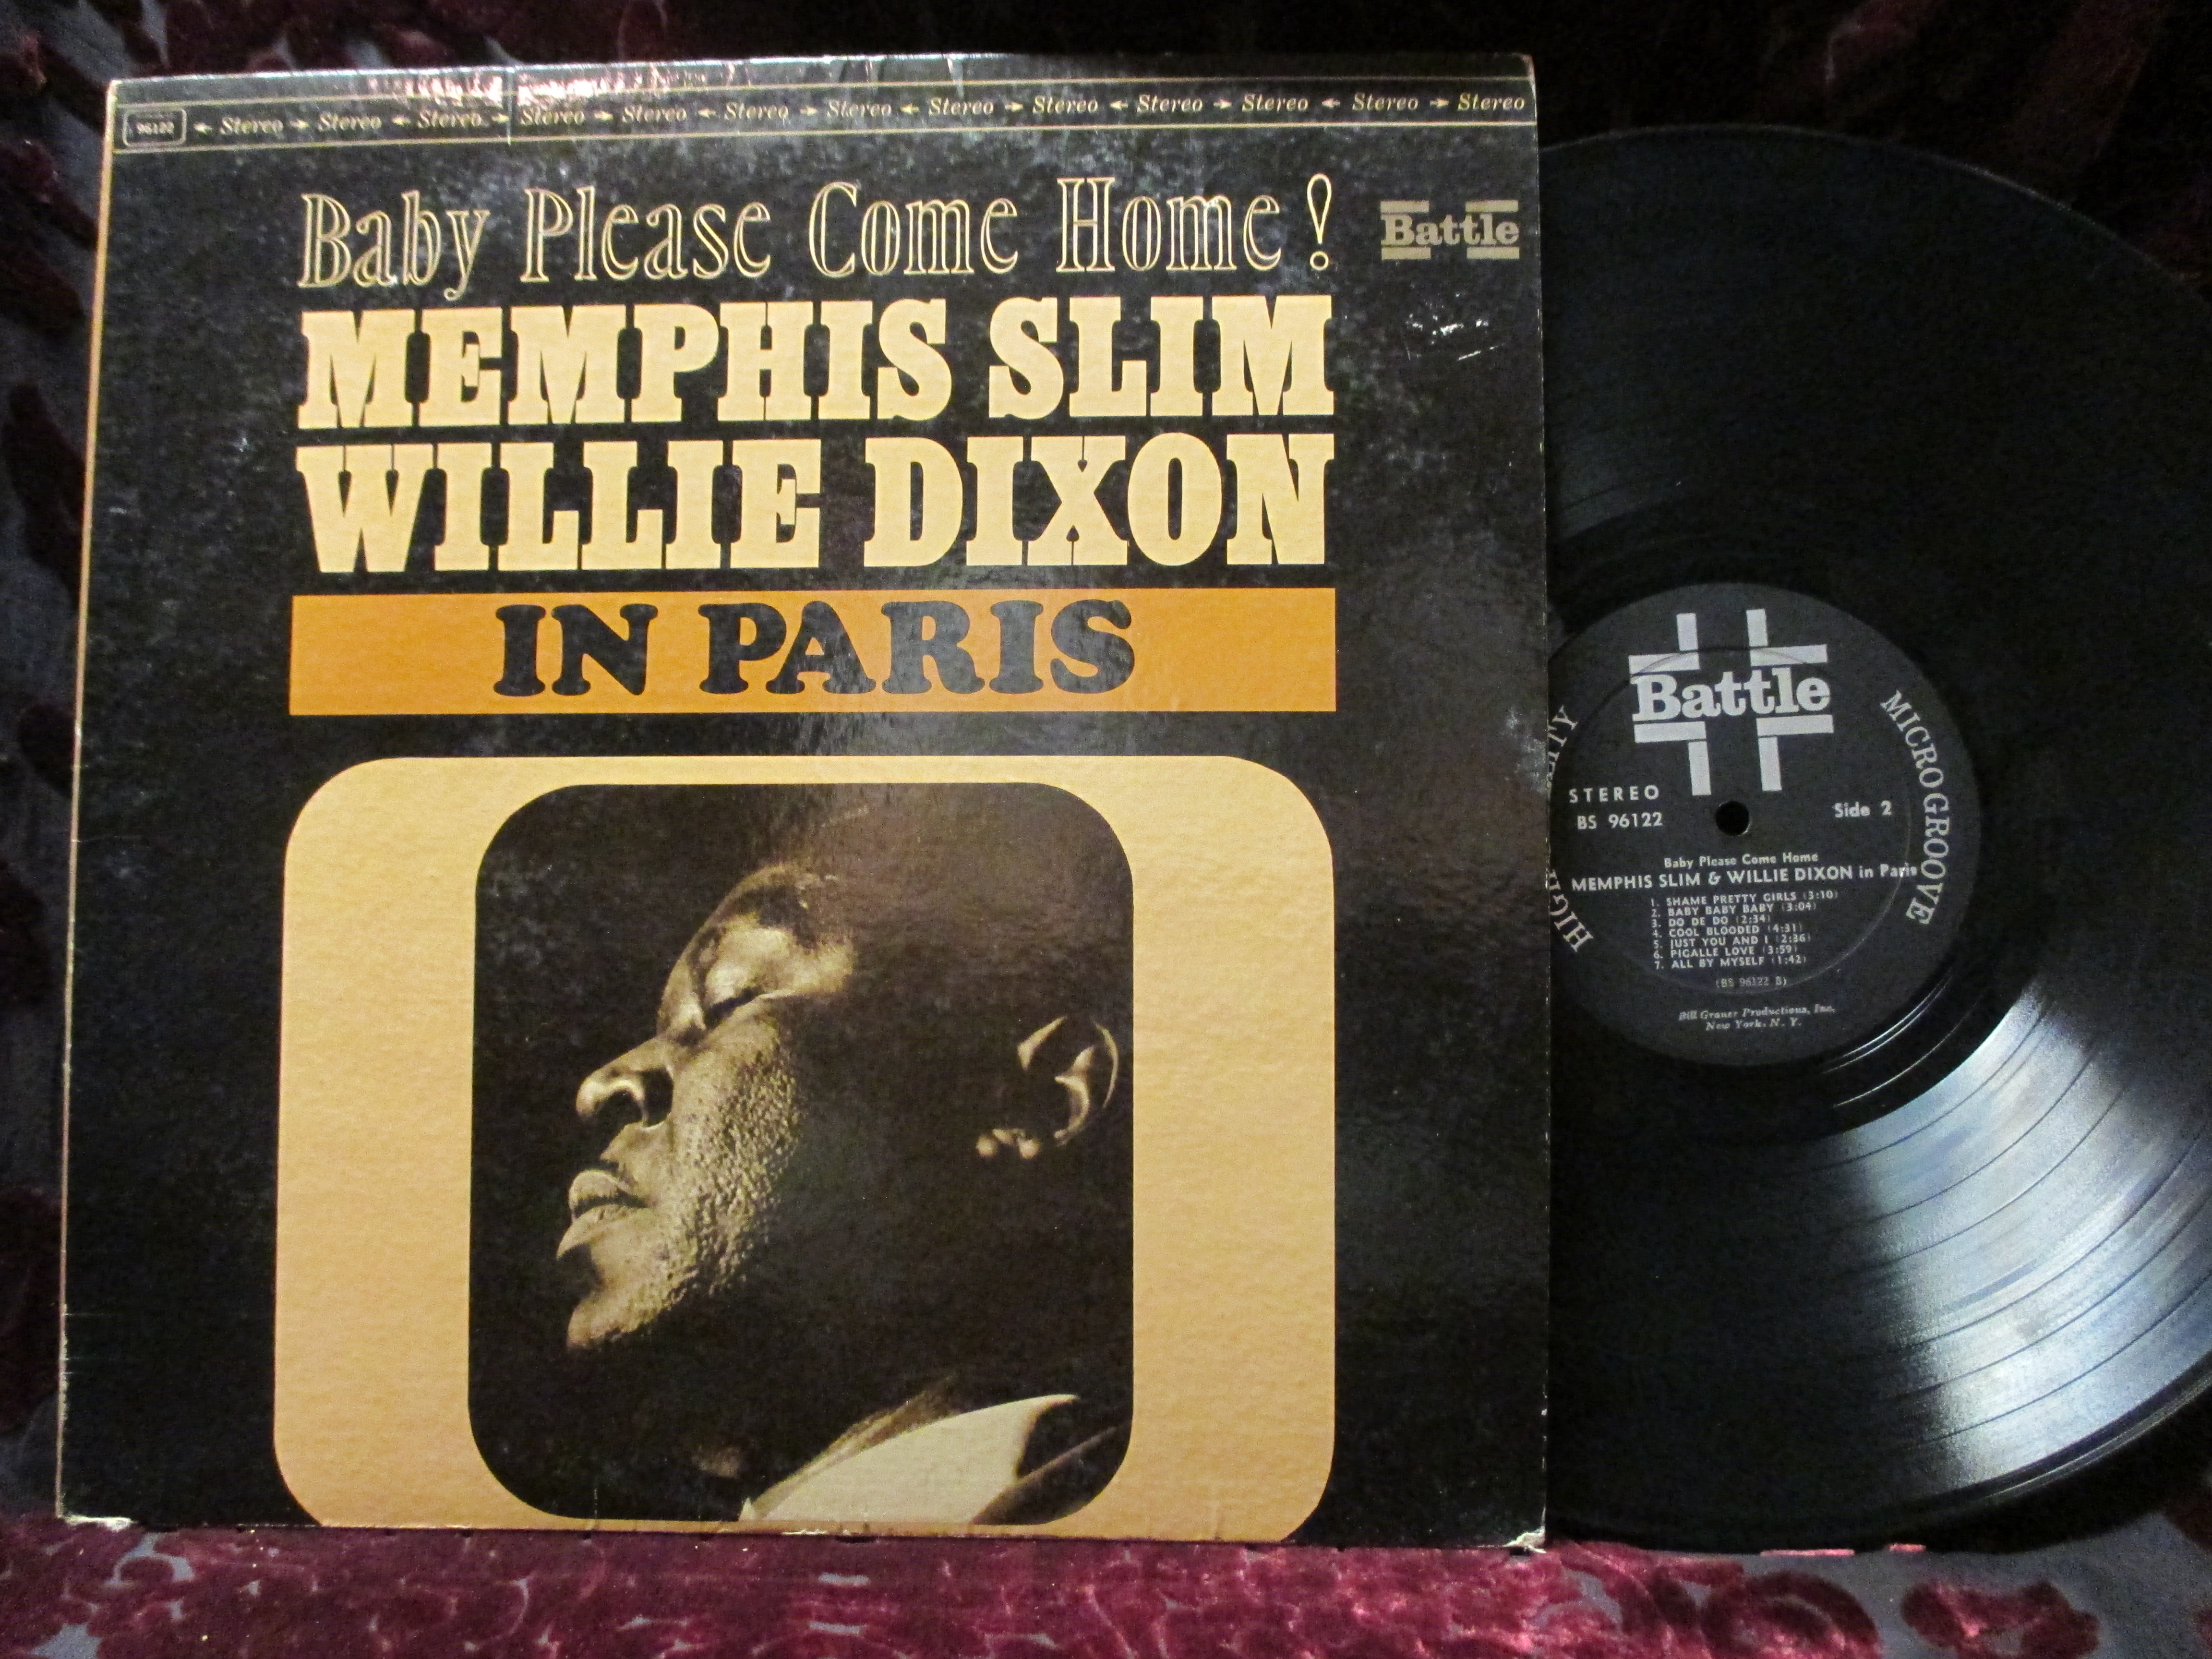 96122 ← Stereo → Stereo ← Stereo → Stereo → Stereo ← Stereo → Stereo ← Stereo → Stereo ← Stereo → Stereo ← Stereo → Stereo
Baby Please Come Home!
Battle
MEMPHIS SLIM
WILLIE DIXON
IN PARIS
Battle
MICROGROOVE
STEREO
BS 96122
Side 2
Baby Please Come Home
MEMPHIS SLIM & WILLIE DIXON in Paris
1. SHAME PRETTY GIRLS (3:10)
2. BABY BABY BABY (3:04)
3. DO DE DO (2:34)
4. COOL BLOODED (4:31)
5. JUST YOU AND I (2:36)
6. PIGALLE LOVE (3:59)
7. ALL BY MYSELF (1:42)
(BS 96122 B)
Bill Grauer Productions, Inc.
New York, N. Y.